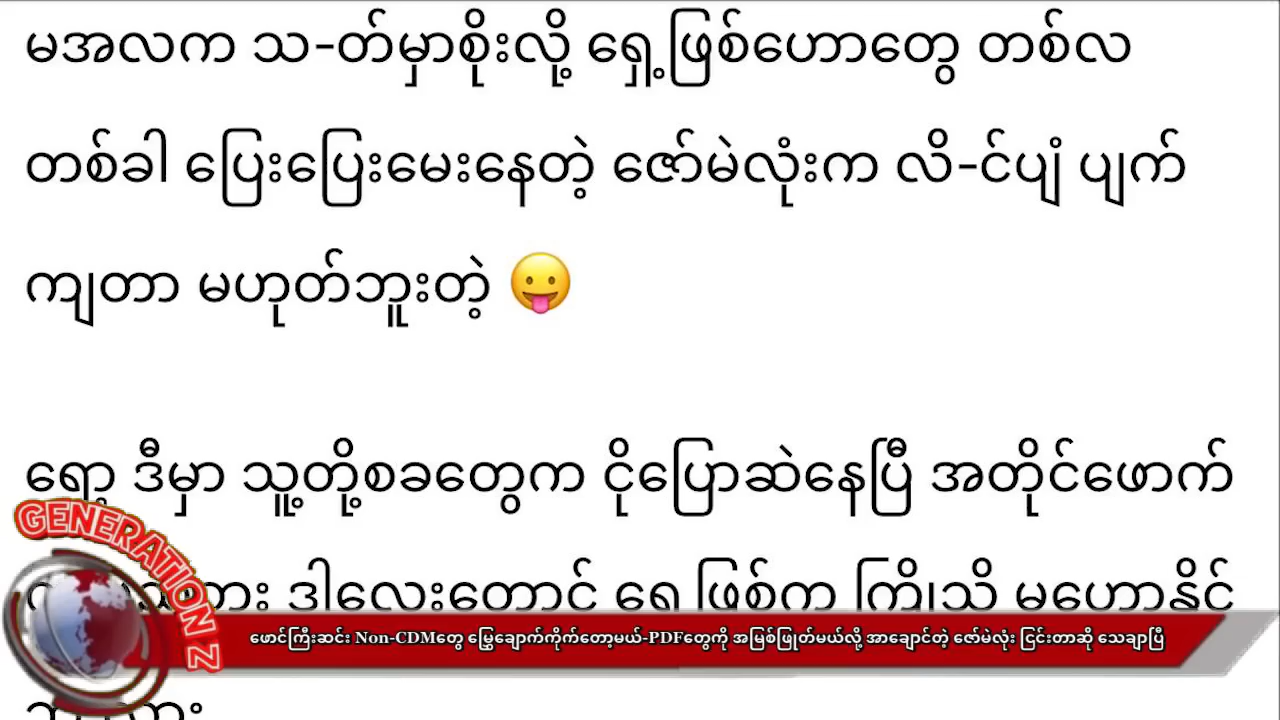 မအလက သ-တ်မှာစိုးလို့ ရှေ့ဖြစ်ဟောတွေ တစ်လ
တစ်ခါ ပြေးပြေးမေးနေတဲ့ ဇော်မဲလုံးက လိ-င်ပျံ ပျက်
ကျတာ မဟုတ်ဘူးတဲ့ 😛
ရော့ ဒီမှာ သူ့တို့စခတွေက ငိုပြောဆဲနေပြီ အတိုင်ဖောက်
ဒါလေးတောင် ရှေ့ဖြစ်က ကြိုသိ မဟောနိုင်
GENERATION Z
ဖောင်ကြီးဆင်း Non-CDMတွေ မြွေချောက်ကိုက်တော့မယ်-PDFတွေကို အမြစ်ဖြုတ်မယ်လို့ အာချောင်တဲ့ ဇော်မဲလုံး ငြင်းတာဆို သေချာပြီ